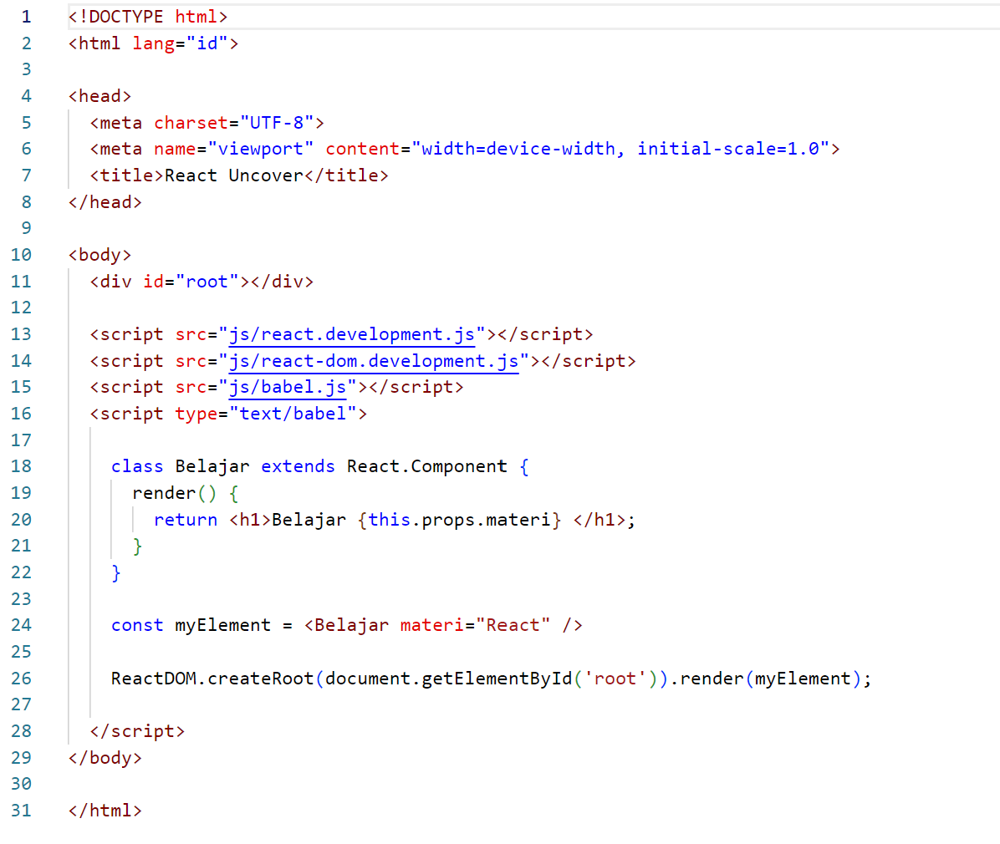 1 <!DOCTYPE html>
2 <html lang="id">
3
4 <head>
5   <meta charset="UTF-8">
6   <meta name="viewport" content="width=device-width, initial-scale=1.0">
7   <title>React Uncover</title>
8 </head>
9
10 <body>
11   <div id="root"></div>
12
13   <script src="js/react.development.js"></script>
14   <script src="js/react-dom.development.js"></script>
15   <script src="js/babel.js"></script>
16   <script type="text/babel">
17
18     class Belajar extends React.Component {
19       render() {
20         return <h1>Belajar {this.props.materi} </h1>;
21       }
22     }
23
24     const myElement = <Belajar materi="React" />
25
26     ReactDOM.createRoot(document.getElementById('root')).render(myElement);
27
28   </script>
29 </body>
30
31 </html>